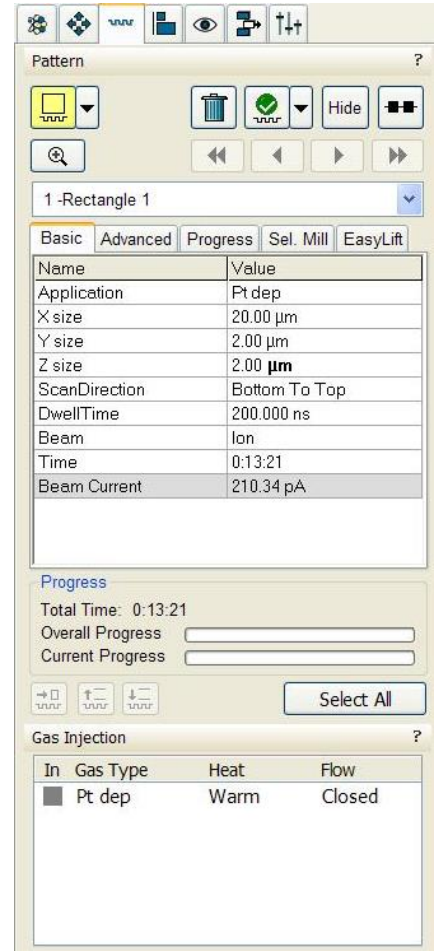 Pattern ?
Hide
1 -Rectangle 1
Basic Advanced Progress Sel. Mill EasyLift
Name Value
Application Pt dep
X size 20.00 µm
Y size 2.00 µm
Z size 2.00 µm
ScanDirection Bottom To Top
DwellTime 200.000 ns
Beam Ion
Time 0:13:21
Beam Current 210.34 pA
Progress
Total Time: 0:13:21
Overall Progress
Current Progress
Select All
Gas Injection ?
In Gas Type Heat Flow
Pt dep Warm Closed